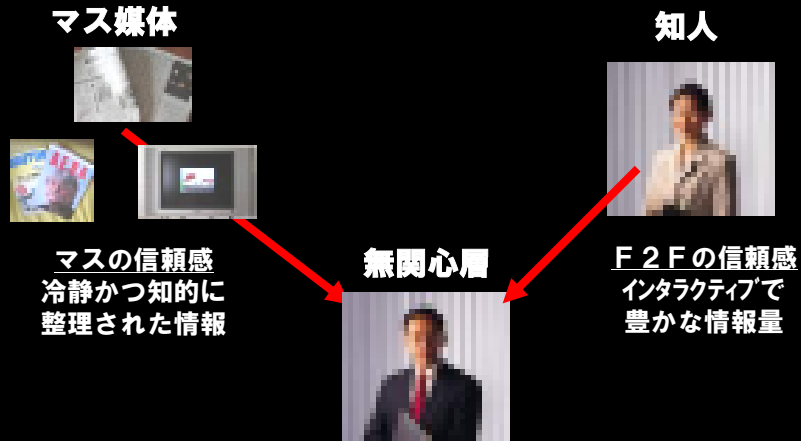 マス媒体
知人
マスの信頼感
冷静かつ知的に
整理された情報
無関心層
F2Fの信頼感
インタラクティブで
豊かな情報量